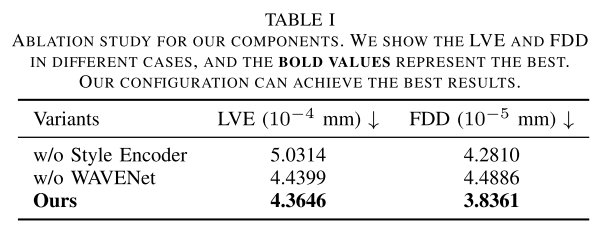 TABLE I
ABLATION STUDY FOR OUR COMPONENTS. WE SHOW THE LVE AND FDD
IN DIFFERENT CASES, AND THE BOLD VALUES REPRESENT THE BEST.
OUR CONFIGURATION CAN ACHIEVE THE BEST RESULTS.
Variants LVE (10⁻⁴ mm) ↓ FDD (10⁻⁵ mm) ↓
w/o Style Encoder 5.0314 4.2810
w/o WAVENet 4.4399 4.4886
Ours 4.3646 3.8361